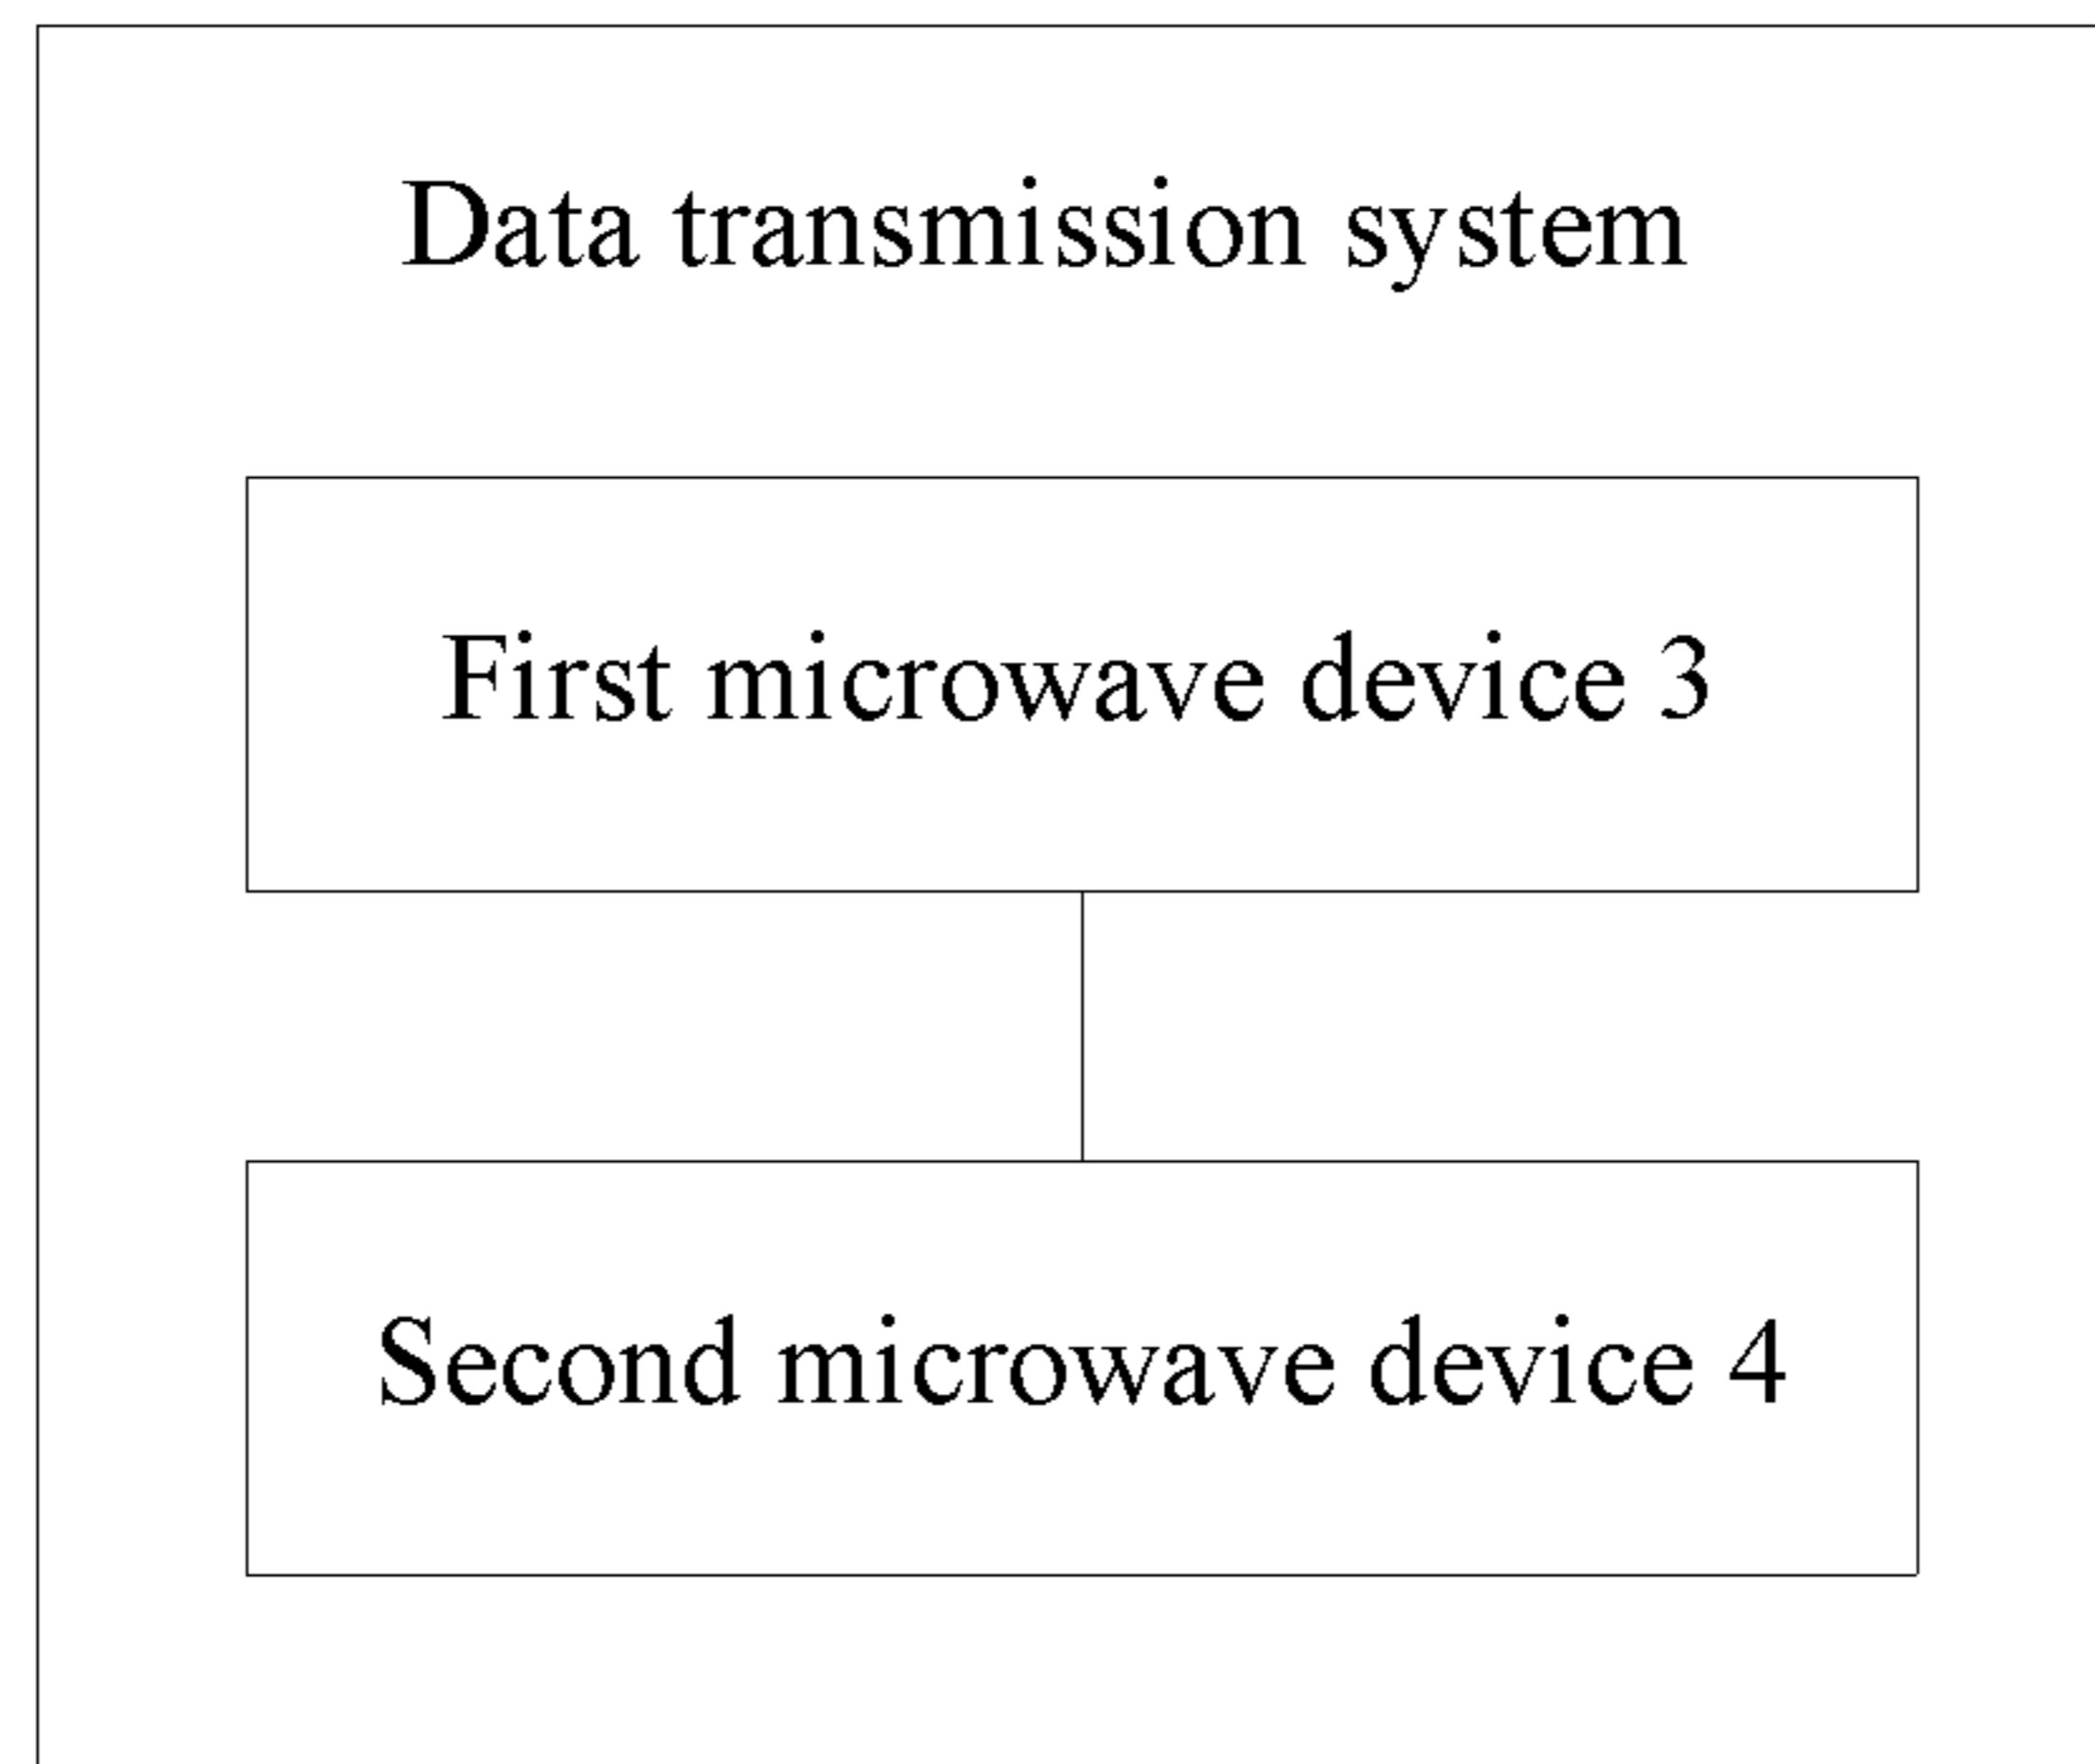 Data transmission system
First microwave device 3
Second microwave device 4